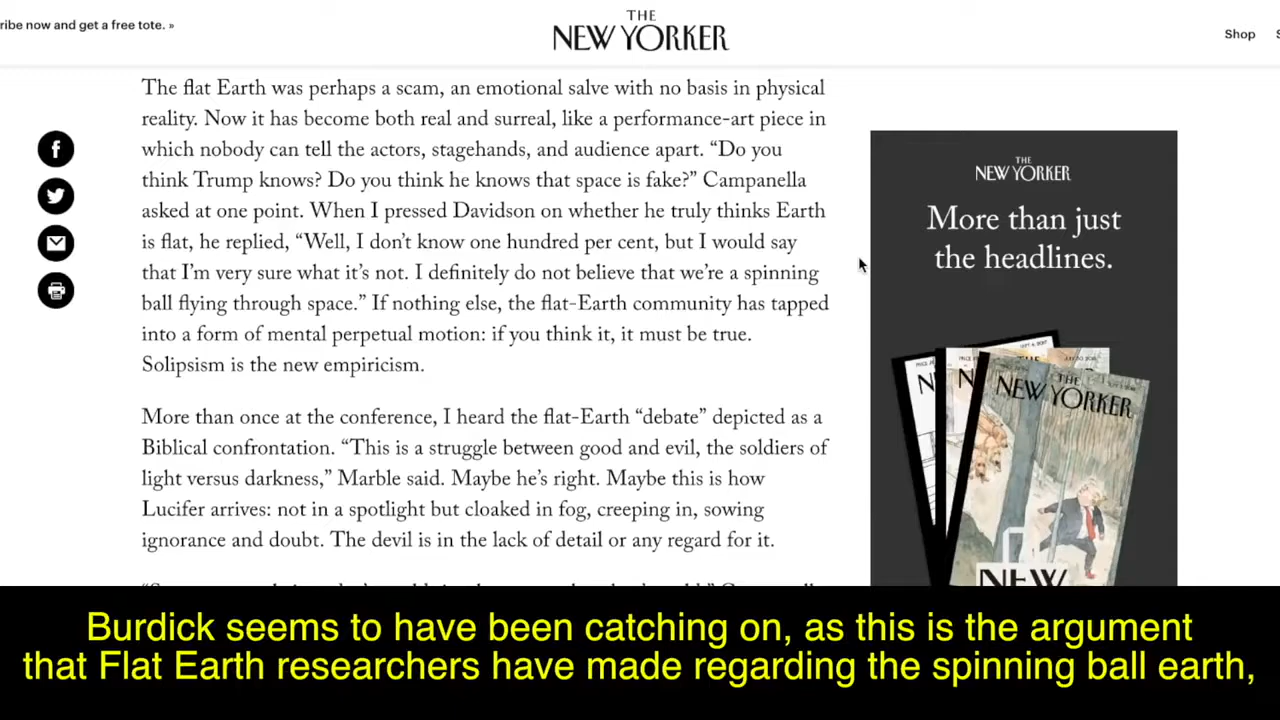 ribe now and get a free tote. »
THE
NEW YORKER
Shop
The flat Earth was perhaps a scam, an emotional salve with no basis in physical
reality. Now it has become both real and surreal, like a performance-art piece in
which nobody can tell the actors, stagehands, and audience apart. “Do you
think Trump knows? Do you think he knows that space is fake?” Campanella
asked at one point. When I pressed Davidson on whether he truly thinks Earth
is flat, he replied, “Well, I don’t know one hundred per cent, but I would say
that I’m very sure what it’s not. I definitely do not believe that we’re a spinning
ball flying through space.” If nothing else, the flat-Earth community has tapped
into a form of mental perpetual motion: if you think it, it must be true.
Solipsism is the new empiricism.
More than once at the conference, I heard the flat-Earth “debate” depicted as a
Biblical confrontation. “This is a struggle between good and evil, the soldiers of
light versus darkness,” Marble said. Maybe he’s right. Maybe this is how
Lucifer arrives: not in a spotlight but cloaked in fog, creeping in, sowing
ignorance and doubt. The devil is in the lack of detail or any regard for it.
THE
NEW YORKER
More than just
the headlines.
THE
NEW YORKER
NEW
Burdick seems to have been catching on, as this is the argument
that Flat Earth researchers have made regarding the spinning ball earth,